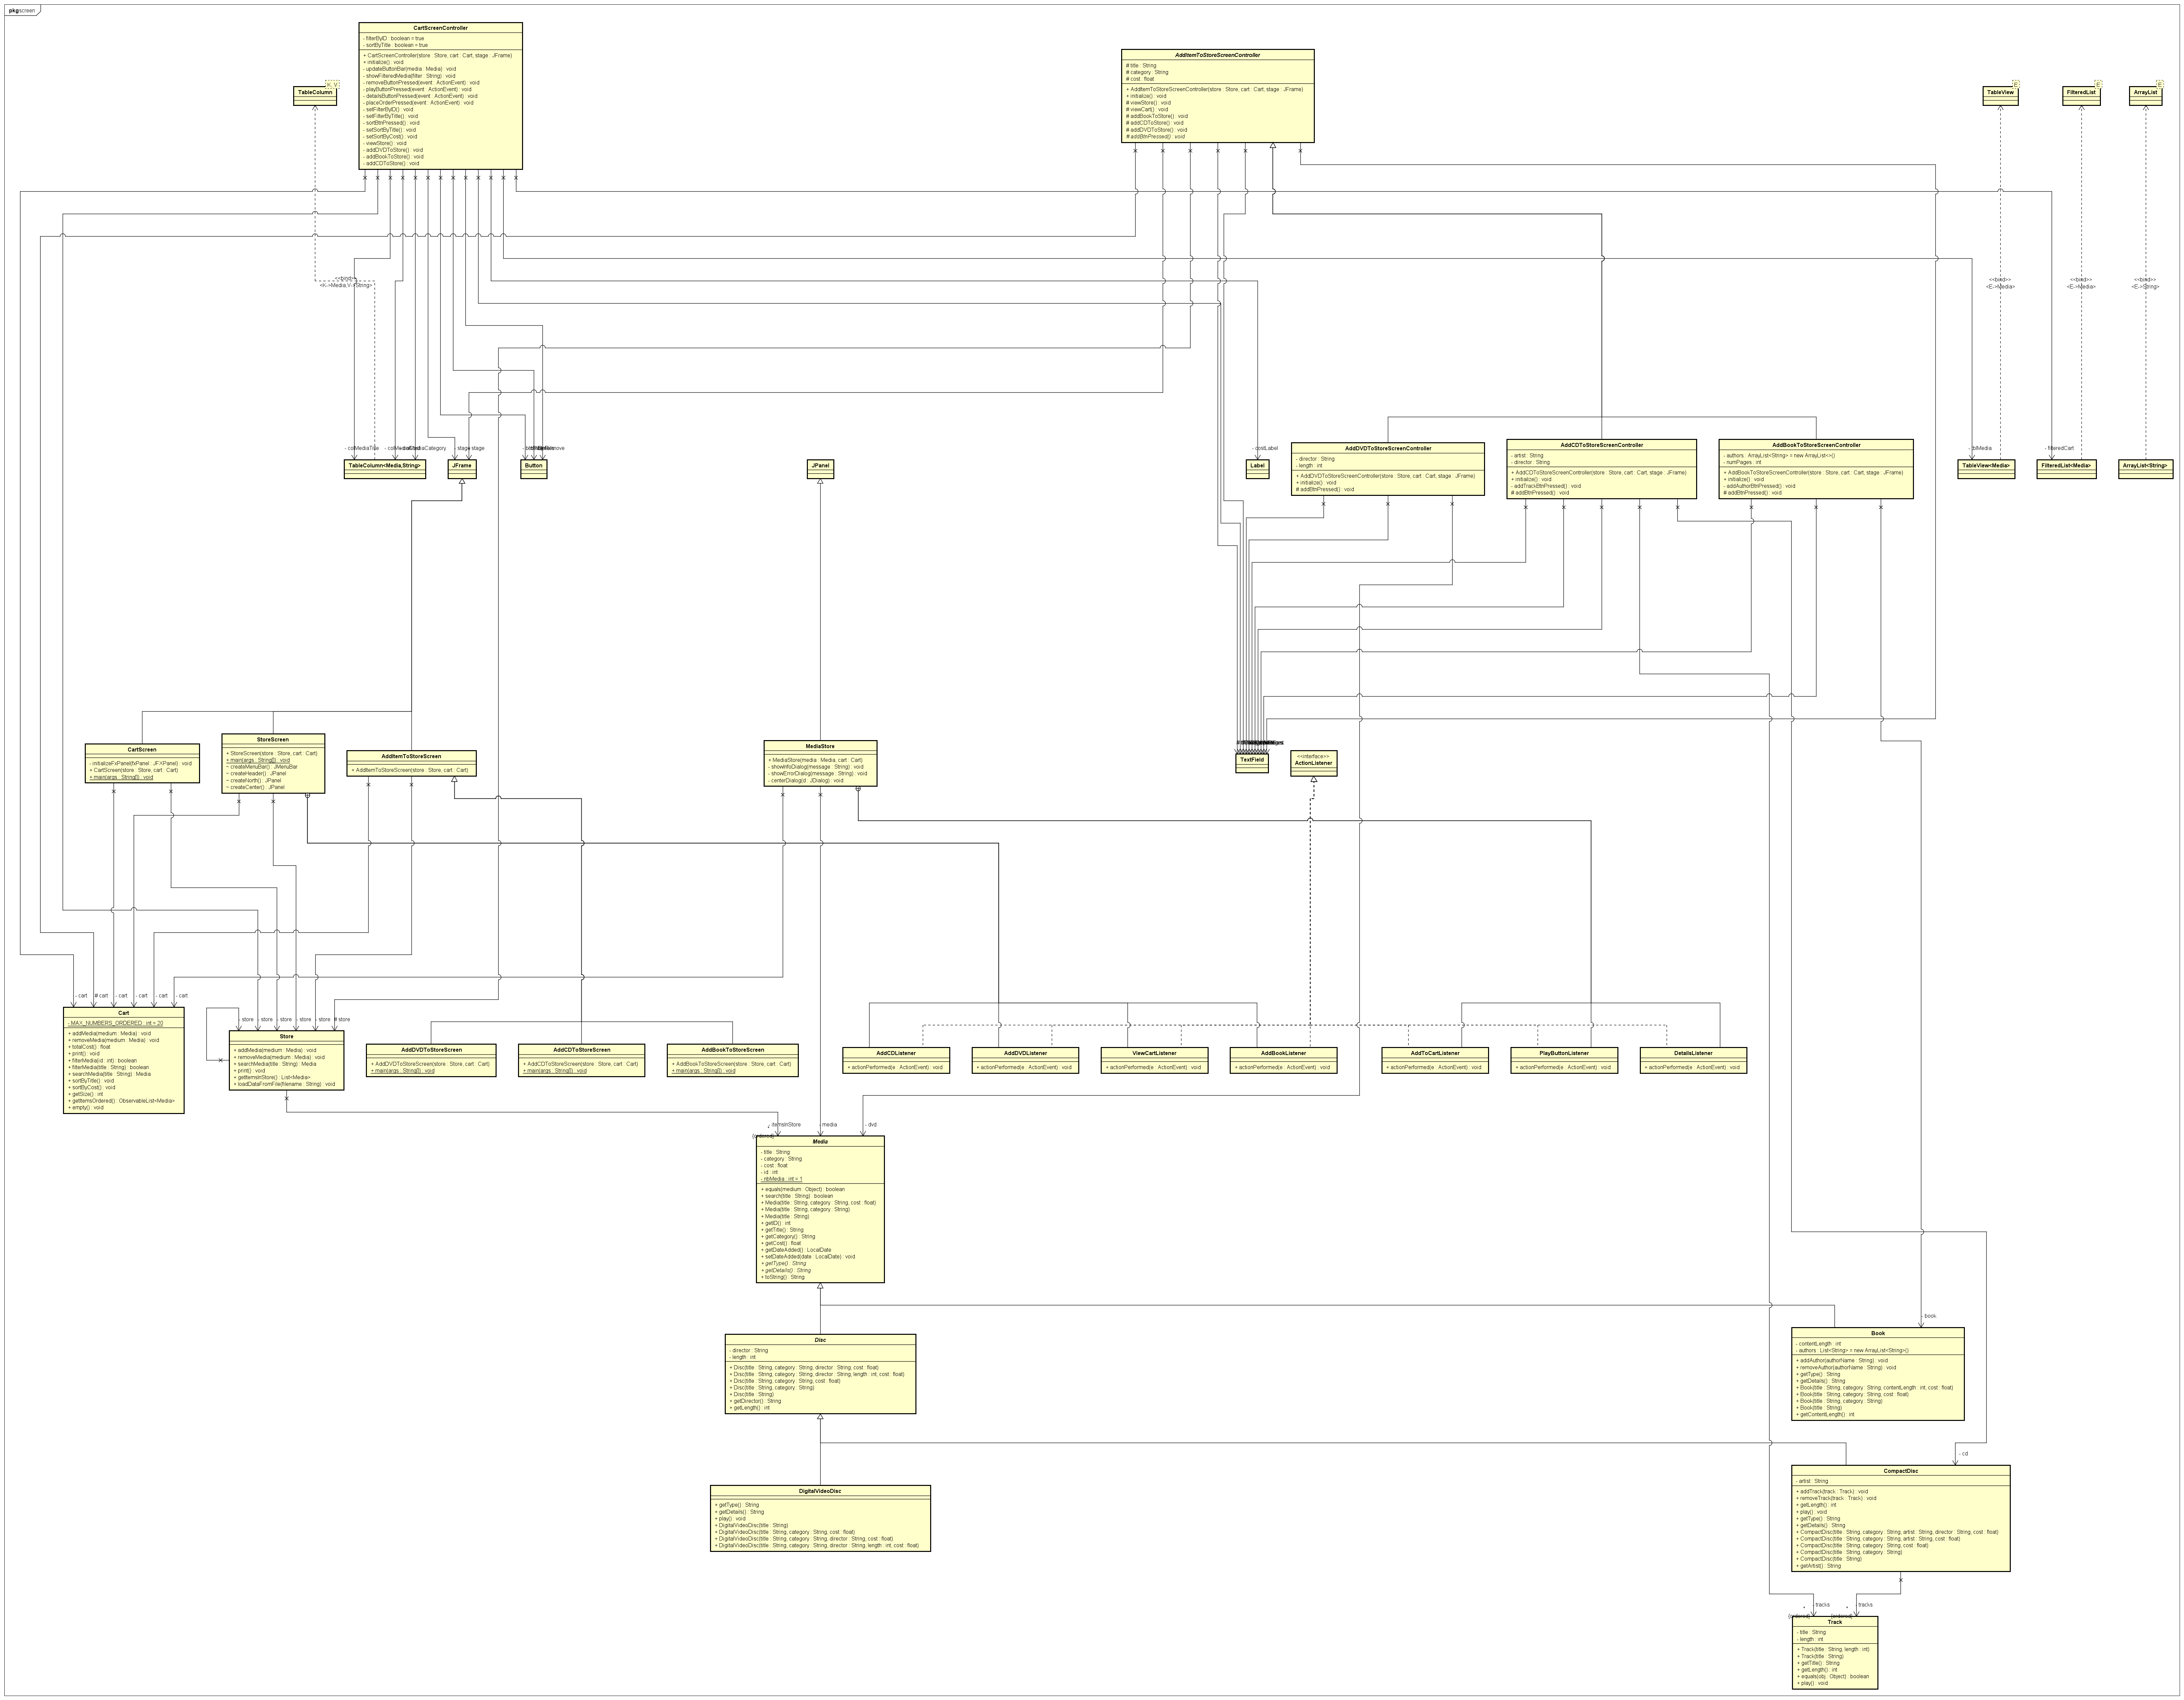 pkg screen
CartScreenController
- filterByID : boolean = true
- sortByTitle : boolean = true
+ CartScreenController(store : Store, cart : Cart, stage : JFrame)
+ initialize() : void
- updateButtonBar(media : Media) : void
- showFilteredMedia(filter : String) : void
- removeButtonPressed(event : ActionEvent) : void
- playButtonPressed(event : ActionEvent) : void
- detailsButtonPressed(event : ActionEvent) : void
- placeOrderPressed(event : ActionEvent) : void
- setFilterByID() : void
- setFilterByTitle() : void
- sortBtnPressed() : void
- setSortByTitle() : void
- setSortByCost() : void
- viewStore() : void
- addDVDToStore() : void
- addBookToStore() : void
- addCDToStore() : void
AddItemToStoreScreenController
# title : String
# category : String
# cost : float
+ AddItemToStoreScreenController(store : Store, cart : Cart, stage : JFrame)
+ initialize() : void
# viewStore() : void
# viewCart() : void
# addBookToStore() : void
# addCDToStore() : void
# addDVDToStore() : void
# addBtnPressed() : void
K, V
TableColumn
E
TableView
E
FilteredList
E
ArrayList
<<bind>>
<K->Media,V->String>
<<bind>>
<E->Media>
<<bind>>
<E->Media>
<<bind>>
<E->String>
- colMediaTitle
- stage
- stage
- costLabel
- tblMedia
- filteredCart
TableColumn<Media,String>
JFrame
Button
JPanel
Label
TableView<Media>
FilteredList<Media>
ArrayList<String>
AddDVDToStoreScreenController
- director : String
- length : int
+ AddDVDToStoreScreenController(store : Store, cart : Cart, stage : JFrame)
+ initialize() : void
# addBtnPressed() : void
AddCDToStoreScreenController
- artist : String
- director : String
+ AddCDToStoreScreenController(store : Store, cart : Cart, stage : JFrame)
+ initialize() : void
- addTrackBtnPressed() : void
# addBtnPressed() : void
AddBookToStoreScreenController
- authors : ArrayList<String> = new ArrayList<>()
- numPages : int
+ AddBookToStoreScreenController(store : Store, cart : Cart, stage : JFrame)
+ initialize() : void
- addAuthorBtnPressed() : void
# addBtnPressed() : void
CartScreen
- initializeFxPanel(fxPanel : JFXPanel) : void
+ CartScreen(store : Store, cart : Cart)
+ main(args : String[]) : void
StoreScreen
+ StoreScreen(store : Store, cart : Cart)
+ main(args : String[]) : void
~ createMenuBar() : JMenuBar
~ createHeader() : JPanel
~ createNorth() : JPanel
~ createCenter() : JPanel
AddItemToStoreScreen
+ AddItemToStoreScreen(store : Store, cart : Cart)
MediaStore
+ MediaStore(media : Media, cart : Cart)
- showInfoDialog(message : String) : void
- showErrorDialog(message : String) : void
- centerDialog(d : JDialog) : void
TextField
<<interface>>
ActionListener
- cart
# cart
- cart
- cart
- cart
- cart
- store
- store
- store
- store
- store
# store
Cart
- MAX_NUMBERS_ORDERED : int = 20
+ addMedia(medium : Media) : void
+ removeMedia(medium : Media) : void
+ totalCost() : float
+ print() : void
+ filterMedia(id : int) : boolean
+ filterMedia(title : String) : boolean
+ searchMedia(title : String) : Media
+ sortByTitle() : void
+ sortByCost() : void
+ getSize() : int
+ getItemsOrdered() : ObservableList<Media>
+ empty() : void
Store
+ addMedia(medium : Media) : void
+ removeMedia(medium : Media) : void
+ searchMedia(title : String) : Media
+ print() : void
+ getItemsInStore() : List<Media>
+ loadDataFromFile(filename : String) : void
AddDVDToStoreScreen
+ AddDVDToStoreScreen(store : Store, cart : Cart)
+ main(args : String[]) : void
AddCDToStoreScreen
+ AddCDToStoreScreen(store : Store, cart : Cart)
+ main(args : String[]) : void
AddBookToStoreScreen
+ AddBookToStoreScreen(store : Store, cart : Cart)
+ main(args : String[]) : void
AddCDListener
+ actionPerformed(e : ActionEvent) : void
AddDVDListener
+ actionPerformed(e : ActionEvent) : void
ViewCartListener
+ actionPerformed(e : ActionEvent) : void
AddBookListener
+ actionPerformed(e : ActionEvent) : void
AddToCartListener
+ actionPerformed(e : ActionEvent) : void
PlayButtonListener
+ actionPerformed(e : ActionEvent) : void
DetailsListener
+ actionPerformed(e : ActionEvent) : void
* - itemsInStore
{ordered}
- media
- dvd
Media
- title : String
- category : String
- cost : float
- id : int
- nbMedia : int = 1
+ equals(medium : Object) : boolean
+ search(title : String) : boolean
+ Media(title : String, category : String, cost : float)
+ Media(title : String, category : String)
+ Media(title : String)
+ getID() : int
+ getTitle() : String
+ getCategory() : String
+ getCost() : float
+ getDateAdded() : LocalDate
+ setDateAdded(date : LocalDate) : void
+ getType() : String
+ getDetails() : String
+ toString() : String
- book
Disc
- director : String
- length : int
+ Disc(title : String, category : String, director : String, cost : float)
+ Disc(title : String, category : String, director : String, length : int, cost : float)
+ Disc(title : String, category : String, cost : float)
+ Disc(title : String, category : String)
+ Disc(title : String)
+ getDirector() : String
+ getLength() : int
Book
- contentLength : int
- authors : List<String> = new ArrayList<String>()
+ addAuthor(authorName : String) : void
+ removeAuthor(authorName : String) : void
+ getType() : String
+ getDetails() : String
+ Book(title : String, category : String, contentLength : int, cost : float)
+ Book(title : String, category : String, cost : float)
+ Book(title : String, category : String)
+ Book(title : String)
+ getContentLength() : int
- cd
DigitalVideoDisc
+ getType() : String
+ getDetails() : String
+ play() : void
+ DigitalVideoDisc(title : String)
+ DigitalVideoDisc(title : String, category : String, cost : float)
+ DigitalVideoDisc(title : String, category : String, director : String, cost : float)
+ DigitalVideoDisc(title : String, category : String, director : String, length : int, cost : float)
CompactDisc
- artist : String
+ addTrack(track : Track) : void
+ removeTrack(track : Track) : void
+ getLength() : int
+ play() : void
+ getType() : String
+ getDetails() : String
+ CompactDisc(title : String, category : String, artist : String, director : String, cost : float)
+ CompactDisc(title : String, category : String, artist : String, cost : float)
+ CompactDisc(title : String, category : String, cost : float)
+ CompactDisc(title : String, category : String)
+ CompactDisc(title : String)
+ getArtist() : String
* - tracks
{ordered}
* - tracks
{ordered}
Track
- title : String
- length : int
+ Track(title : String, length : int)
+ Track(title : String)
+ getTitle() : String
+ getLength() : int
+ equals(obj : Object) : boolean
+ play() : void